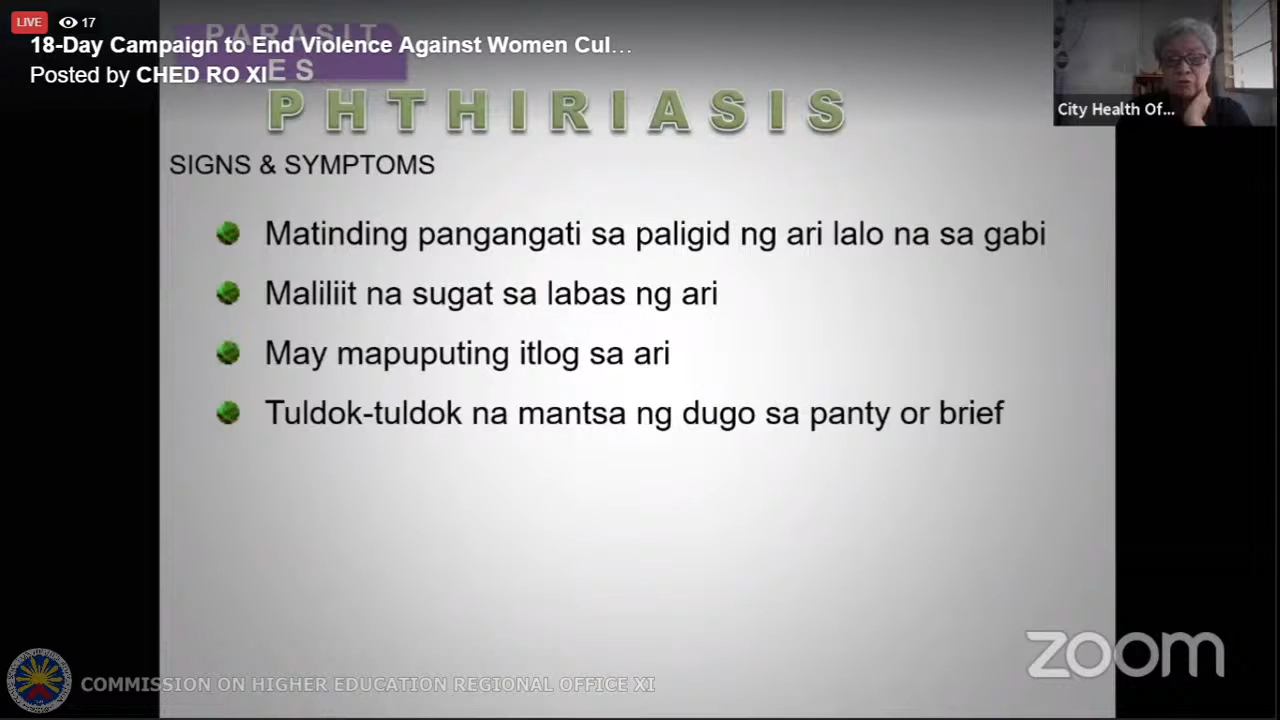 LIVE 17
PARASIT
18-Day Campaign to End Violence Against Women Cul...
Posted by CHED RO XI
ES
PHTHIRIASIS
City Health Of...
SIGNS & SYMPTOMS
Matinding pangangati sa paligid ng ari lalo na sa gabi
Maliliit na sugat sa labas ng ari
May mapuputing itlog sa ari
Tuldok-tuldok na mantsa ng dugo sa panty or brief
zoom
COMMISSION ON HIGHER EDUCATION REGIONAL OFFICE XI